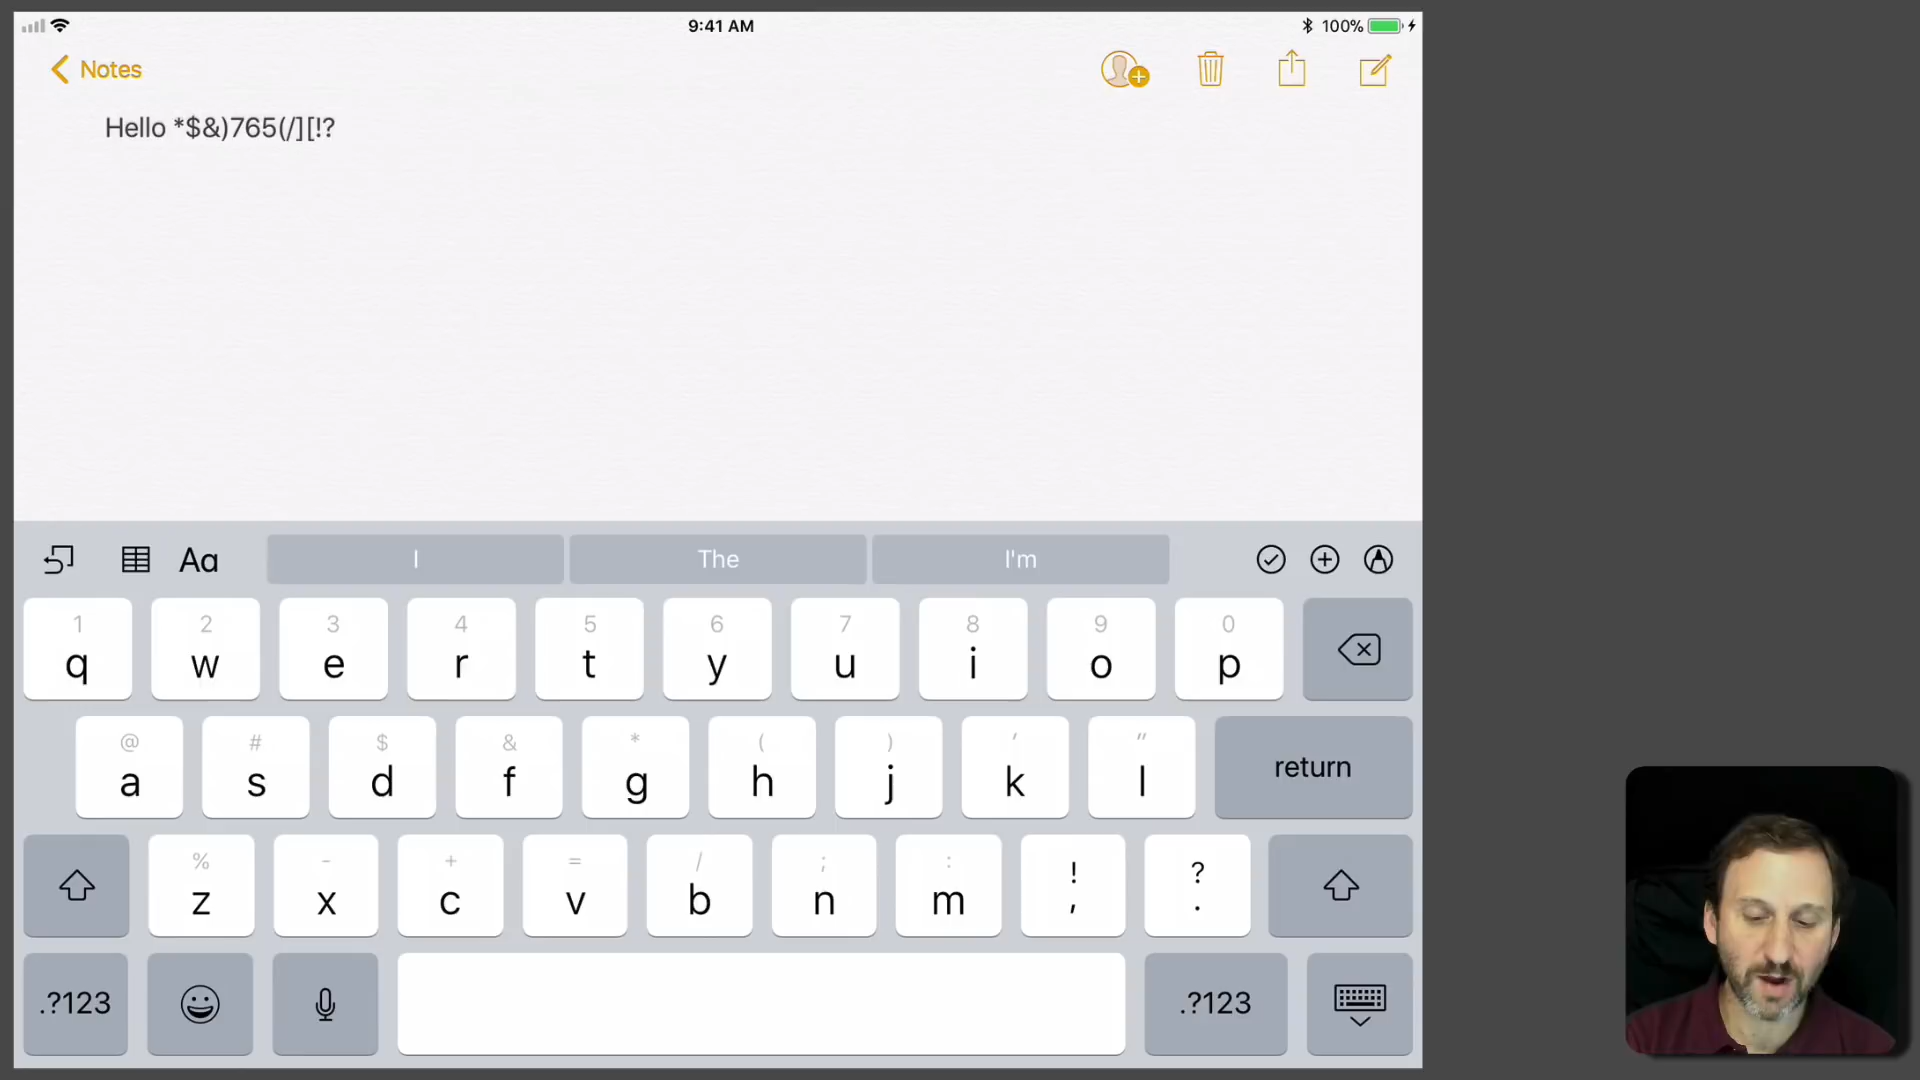 9:41 AM
100%
Notes
Hello *$&)765(/][!?
Aa
I
The
I'm
1 2 3 4 5 6 7 8 9 0
q w e r t y u i o p
@ # $ & * ( ) ' "
a s d f g h j k l return
% - + = / ; : ! ?
z x c v b n m , .
.?123 .?123